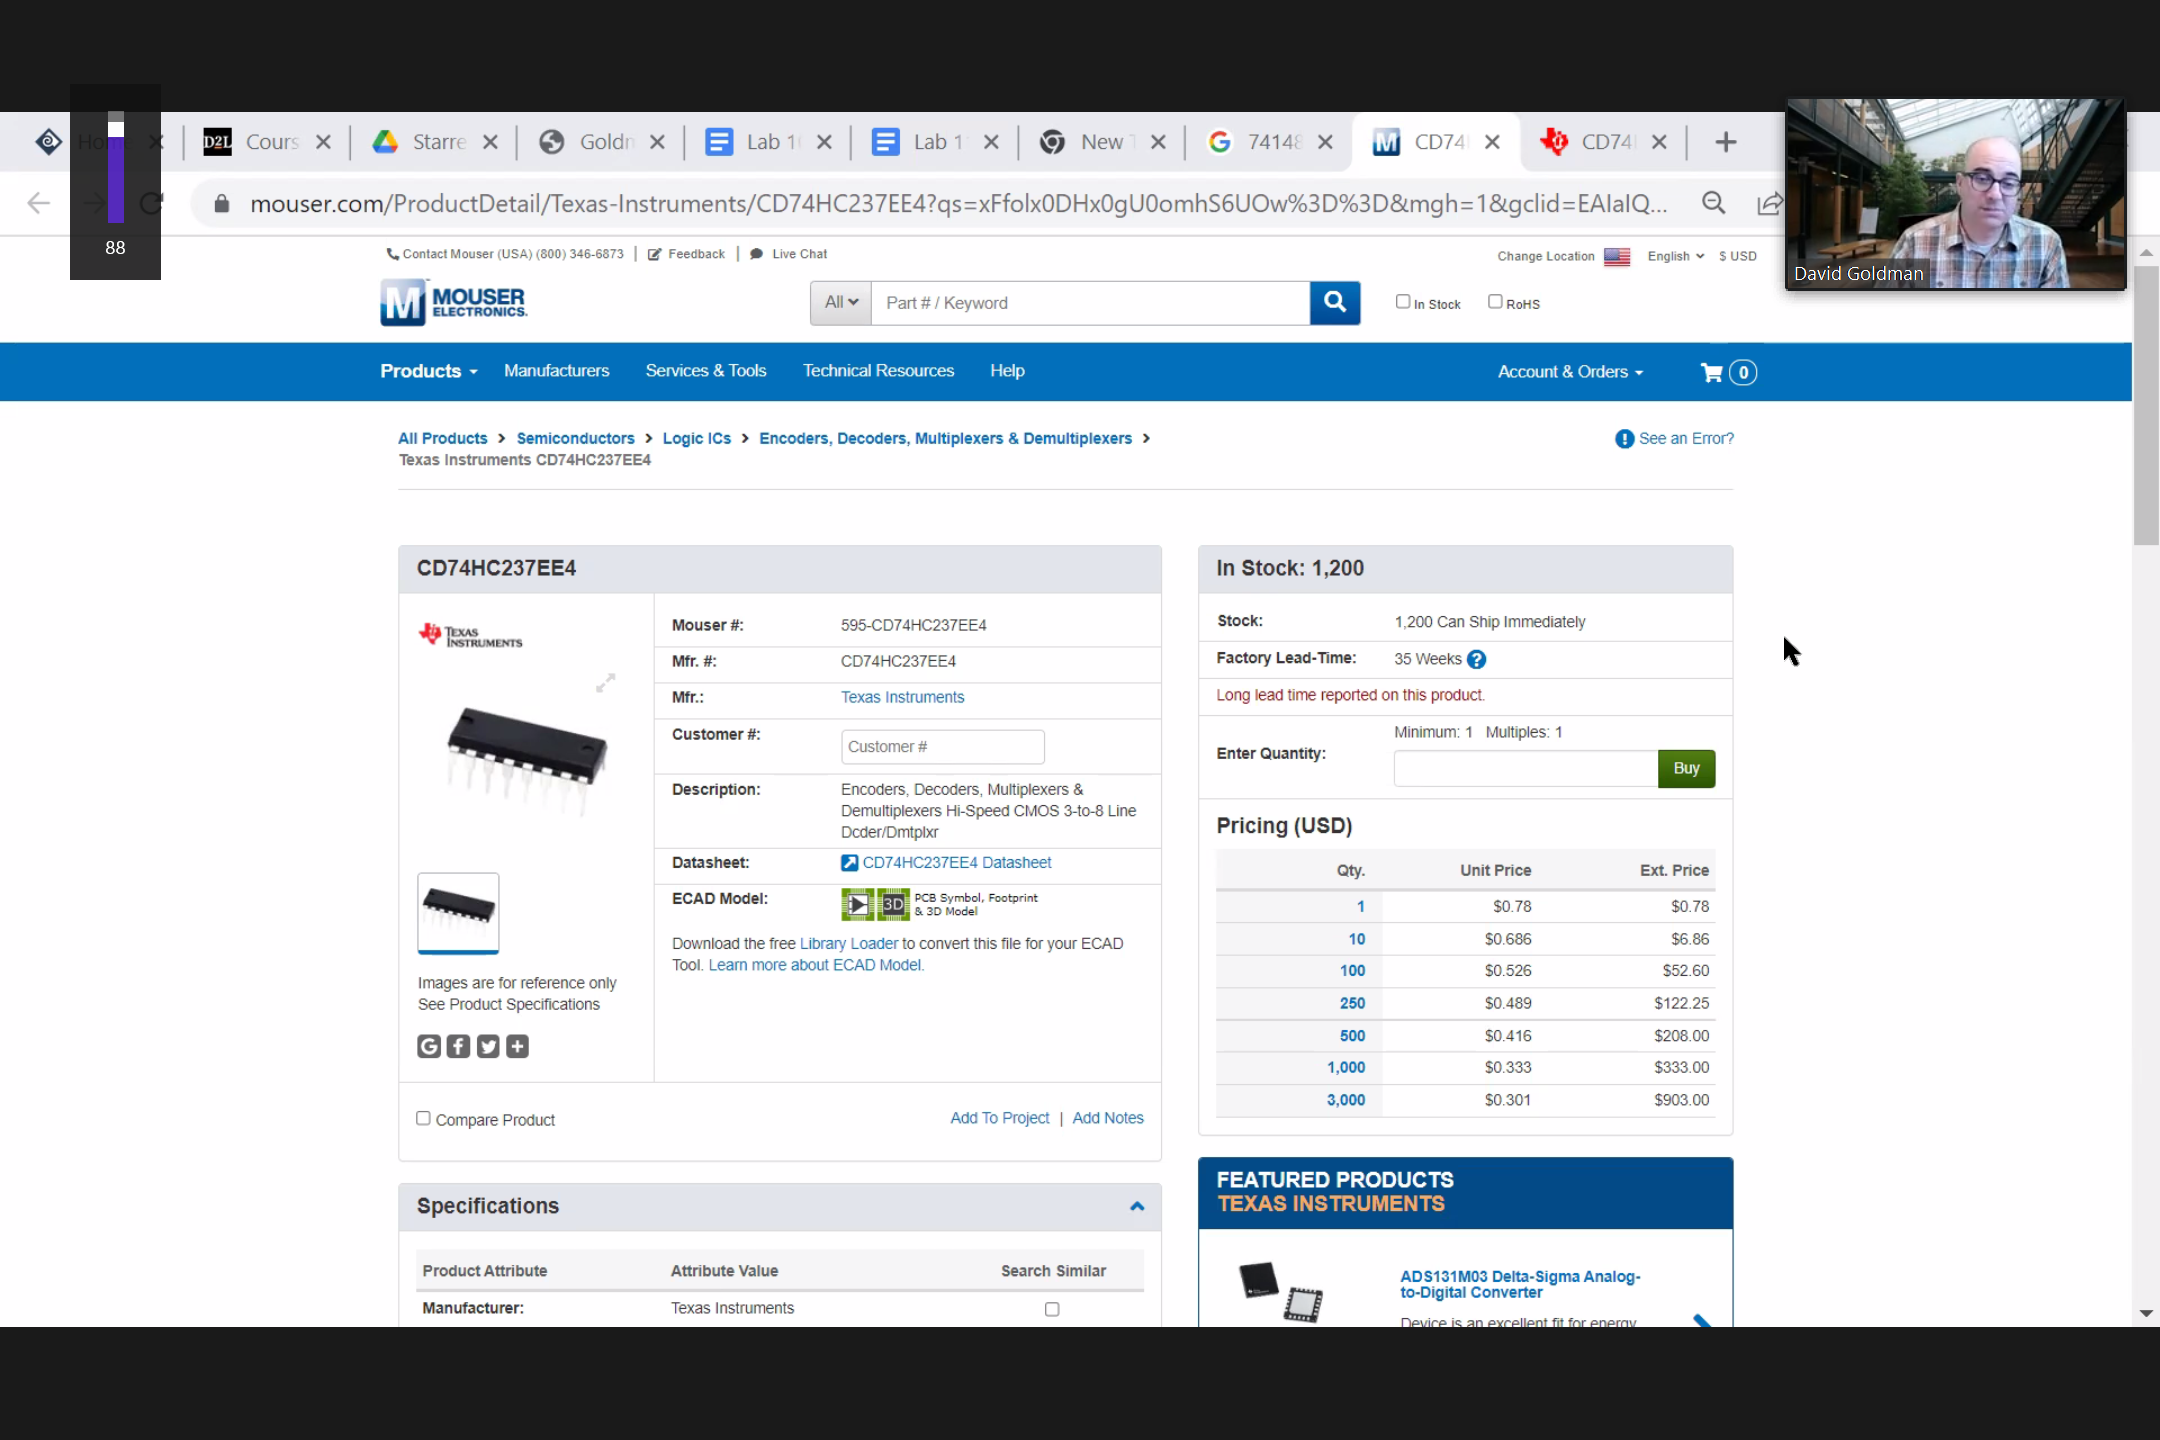 Cours
Starre
Goldn
Lab 1
Lab 1
New T
74148
CD74
CD74
88
mouser.com/ProductDetail/Texas-Instruments/CD74HC237EE4?qs=xFfolx0DHx0gU0omhS6UOw%3D%3D&mgh=1&gclid=EAIaIQ...
David Goldman
Contact Mouser (USA) (800) 346-6873 | Feedback | Live Chat
Change Location English $ USD
MOUSER
ELECTRONICS.
All Part # / Keyword In Stock RoHS
Products Manufacturers Services & Tools Technical Resources Help Account & Orders 0
All Products > Semiconductors > Logic ICs > Encoders, Decoders, Multiplexers & Demultiplexers >
Texas Instruments CD74HC237EE4
See an Error?
CD74HC237EE4
TEXAS
INSTRUMENTS
Images are for reference only
See Product Specifications
Mouser #: 595-CD74HC237EE4
Mfr. #: CD74HC237EE4
Mfr.: Texas Instruments
Customer #: Customer #
Description: Encoders, Decoders, Multiplexers &
Demultiplexers Hi-Speed CMOS 3-to-8 Line
Dcder/Dmtplxr
Datasheet: CD74HC237EE4 Datasheet
ECAD Model: 3D PCB Symbol, Footprint
& 3D Model
Download the free Library Loader to convert this file for your ECAD
Tool. Learn more about ECAD Model.
Compare Product
Add To Project | Add Notes
In Stock: 1,200
Stock: 1,200 Can Ship Immediately
Factory Lead-Time: 35 Weeks
Long lead time reported on this product.
Minimum: 1 Multiples: 1
Enter Quantity: Buy
Pricing (USD)
Qty. Unit Price Ext. Price
1 $0.78 $0.78
10 $0.686 $6.86
100 $0.526 $52.60
250 $0.489 $122.25
500 $0.416 $208.00
1,000 $0.333 $333.00
3,000 $0.301 $903.00
Specifications
Product Attribute Attribute Value Search Similar
Manufacturer: Texas Instruments
FEATURED PRODUCTS
TEXAS INSTRUMENTS
ADS131M03 Delta-Sigma Analog-
to-Digital Converter
Device is an excellent fit for energy